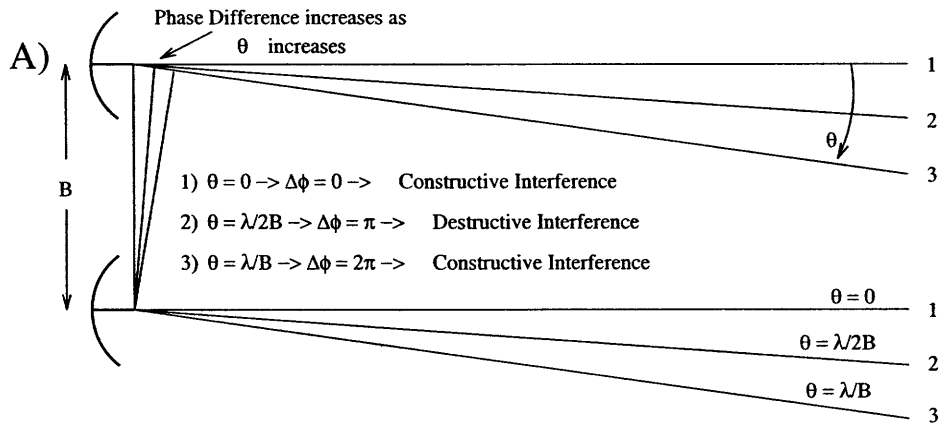 Phase Difference increases as
θ increases
A)
1
2
θ
3
B
1) θ = 0 –> Δϕ = 0 –> Constructive Interference
2) θ = λ/2B –> Δϕ = π –> Destructive Interference
3) θ = λ/B –> Δϕ = 2π –> Constructive Interference
θ = 0
1
θ = λ/2B
2
θ = λ/B
3